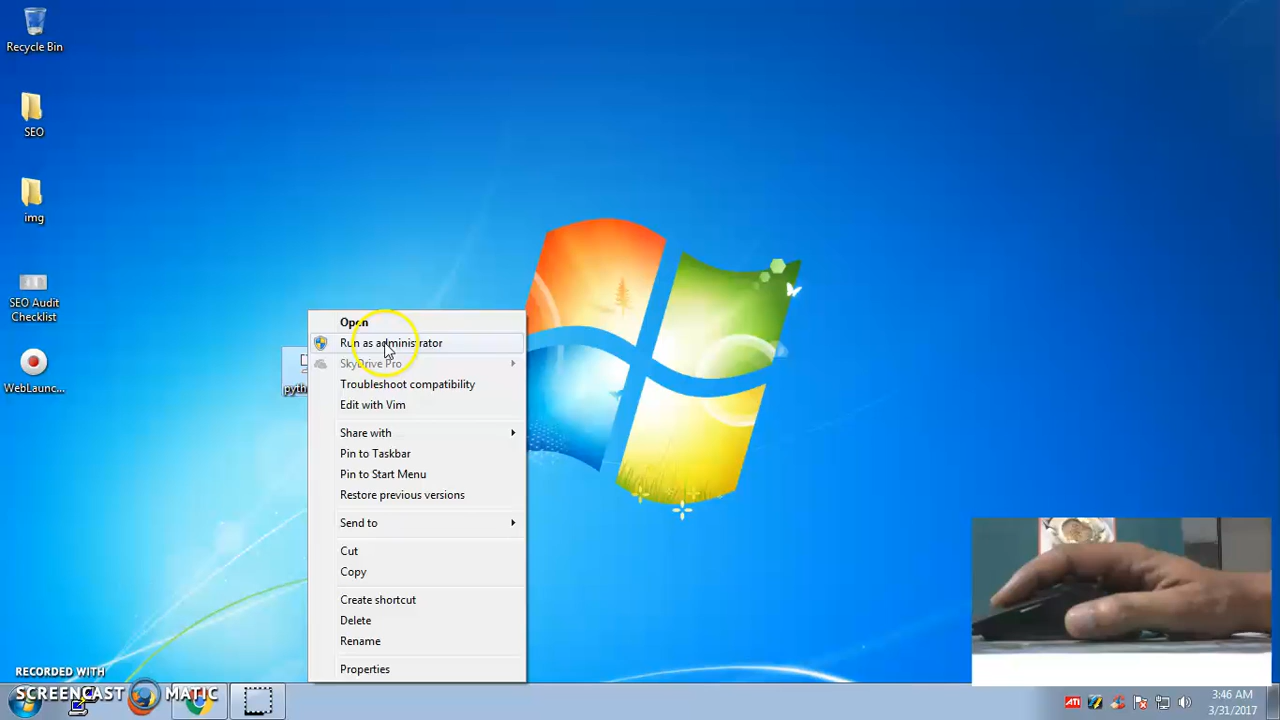 Recycle Bin
SEO
img
SEO Audit
Checklist
WebLaunc...
pyth
Open
Run as administrator
SkyDrive Pro
Troubleshoot compatibility
Edit with Vim
Share with
Pin to Taskbar
Pin to Start Menu
Restore previous versions
Send to
Cut
Copy
Create shortcut
Delete
Rename
Properties
RECORDED WITH
SCREENCAST MATIC
ATI
3:46 AM
3/31/2017